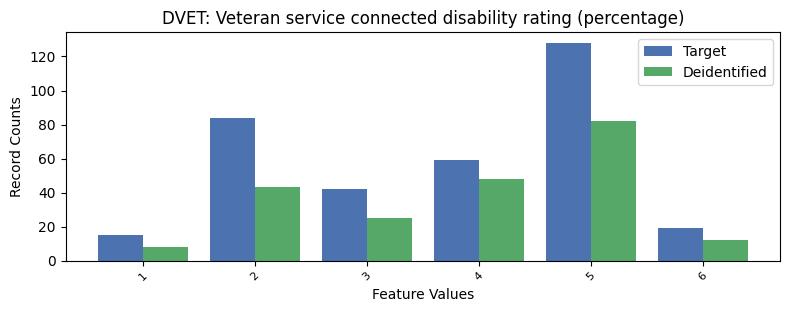 DVET: Veteran service connected disability rating (percentage)
Target
Deidentified
Record Counts
120
100
80
60
40
20
0
1 2 3 4 5 6
Feature Values